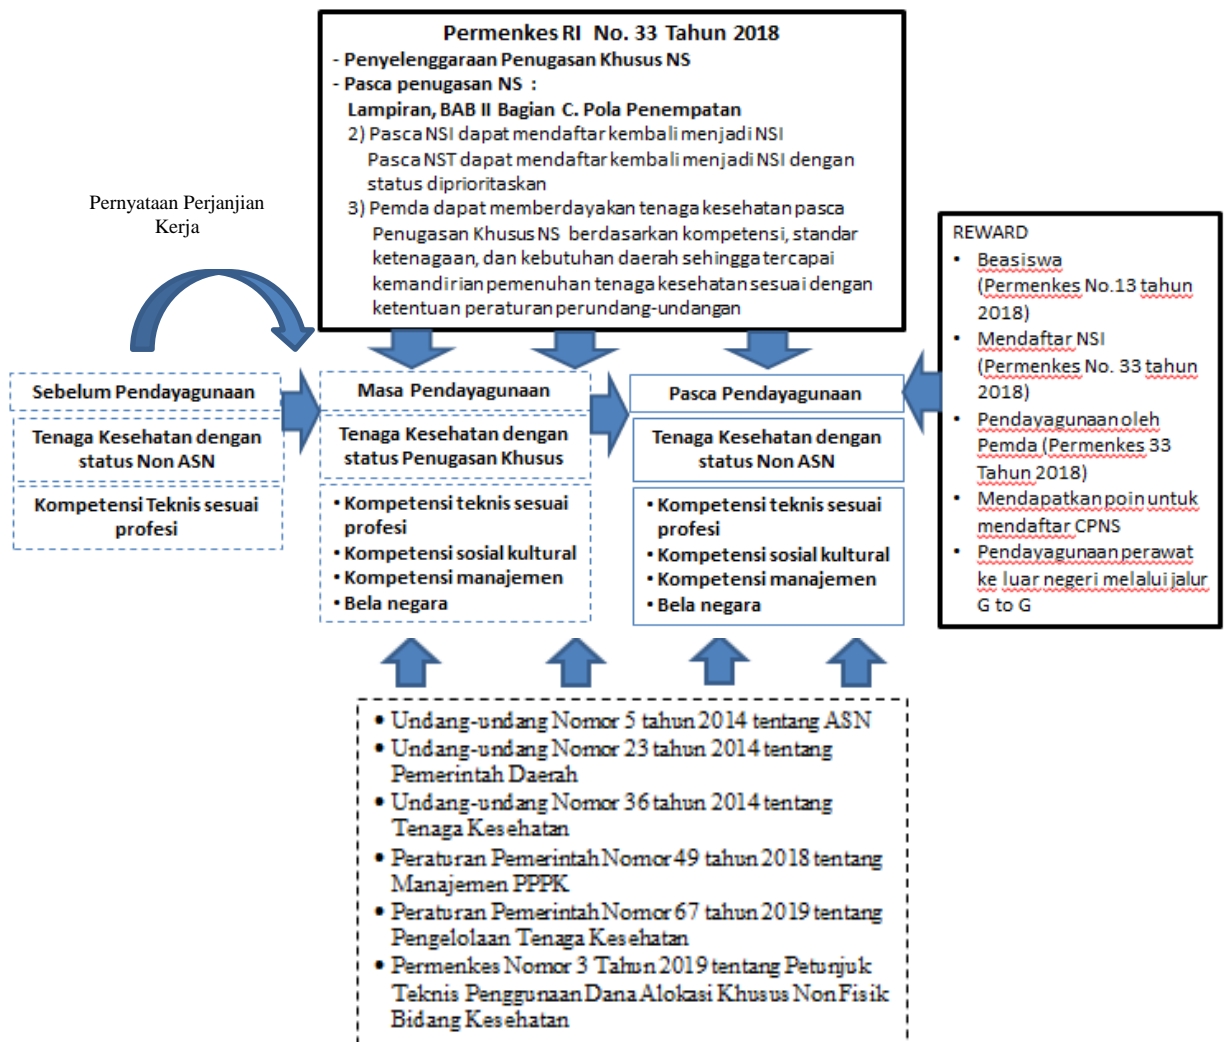 Permenkes RI No. 33 Tahun 2018
- Penyelenggaraan Penugasan Khusus NS
- Pasca penugasan NS :
Lampiran, BAB II Bagian C. Pola Penempatan
2) Pasca NSI dapat mendaftar kembali menjadi NSI
Pasca NST dapat mendaftar kembali menjadi NSI dengan
status diprioritaskan
3) Pemda dapat memberdayakan tenaga kesehatan pasca
Penugasan Khusus NS berdasarkan kompetensi, standar
ketenagaan, dan kebutuhan daerah sehingga tercapai
kemandirian pemenuhan tenaga kesehatan sesuai dengan
ketentuan peraturan perundang-undangan
Pernyataan Perjanjian
Kerja
Sebelum Pendayagunaan
Tenaga Kesehatan dengan
status Non ASN
Kompetensi Teknis sesuai
profesi
Masa Pendayagunaan
Tenaga Kesehatan dengan
status Penugasan Khusus
• Kompetensi teknis sesuai
profesi
• Kompetensi sosial kultural
• Kompetensi manajemen
• Bela negara
Pasca Pendayagunaan
Tenaga Kesehatan dengan
status Non ASN
• Kompetensi teknis sesuai
profesi
• Kompetensi sosial kultural
• Kompetensi manajemen
• Bela negara
REWARD
• Beasiswa
(Permenkes No.13 tahun
2018)
• Mendaftar NSI
(Permenkes No. 33 tahun
2018)
• Pendayagunaan oleh
Pemda (Permenkes 33
Tahun 2018)
• Mendapatkan poin untuk
mendaftar CPNS
• Pendayagunaan perawat
ke luar negeri melalui jalur
G to G
• Undang-undang Nomor 5 tahun 2014 tentang ASN
• Undang-undang Nomor 23 tahun 2014 tentang
Pemerintah Daerah
• Undang-undang Nomor 36 tahun 2014 tentang
Tenaga Kesehatan
• Peraturan Pemerintah Nomor 49 tahun 2018 tentang
Manajemen PPPK
• Peraturan Pemerintah Nomor 67 tahun 2019 tentang
Pengelolaan Tenaga Kesehatan
• Permenkes Nomor 3 Tahun 2019 tentang Petunjuk
Teknis Penggunaan Dana Alokasi Khusus Non Fisik
Bidang Kesehatan